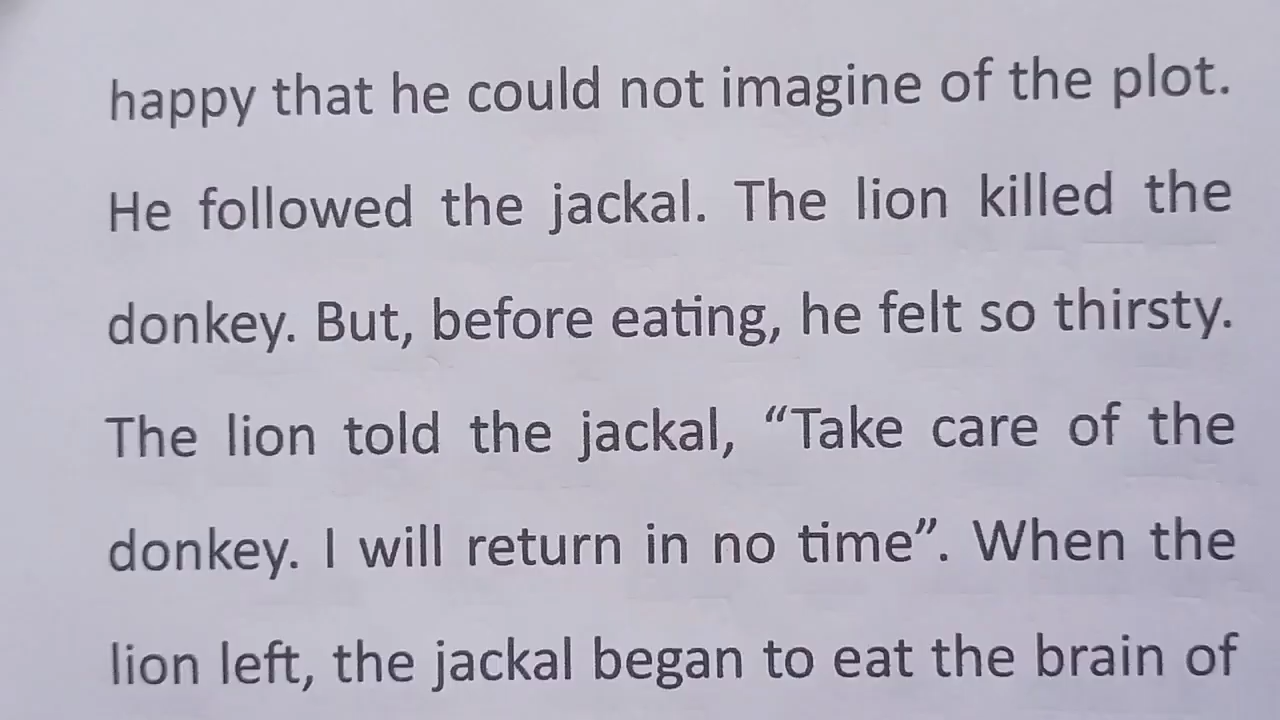 happy that he could not imagine of the plot.
He followed the jackal. The lion killed the
donkey. But, before eating, he felt so thirsty.
The lion told the jackal, “Take care of the
donkey. I will return in no time”. When the
lion left, the jackal began to eat the brain of